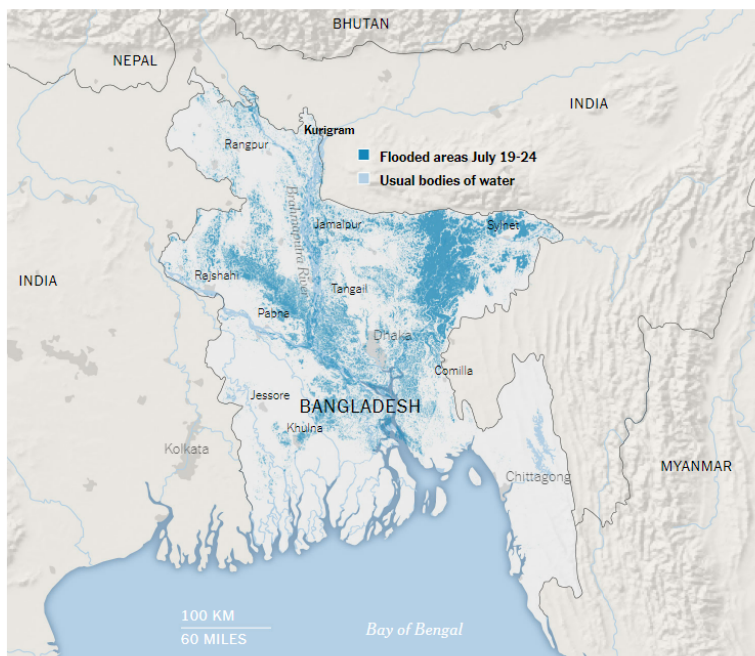 BHUTAN
NEPAL
INDIA
Kurigram
Rangpur
Flooded areas July 19-24
Usual bodies of water
Brahmaputra River
Jamalpur
Sylhet
INDIA
Rajshahi
Tangail
Pabna
Dhaka
Comilla
Jessore
BANGLADESH
Khulna
Kolkata
Chittagong
MYANMAR
100 KM
60 MILES
Bay of Bengal